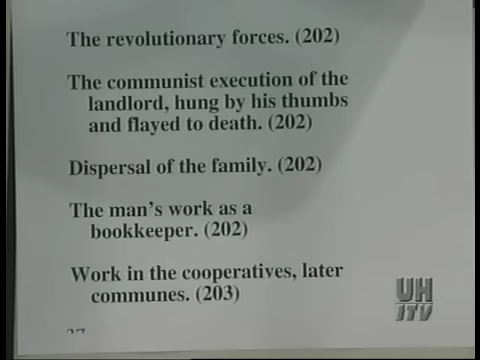 The revolutionary forces. (202)
The communist execution of the
landlord, hung by his thumbs
and flayed to death. (202)
Dispersal of the family. (202)
The man's work as a
bookkeeper. (202)
Work in the cooperatives, later
communes. (203)
UH
ITV